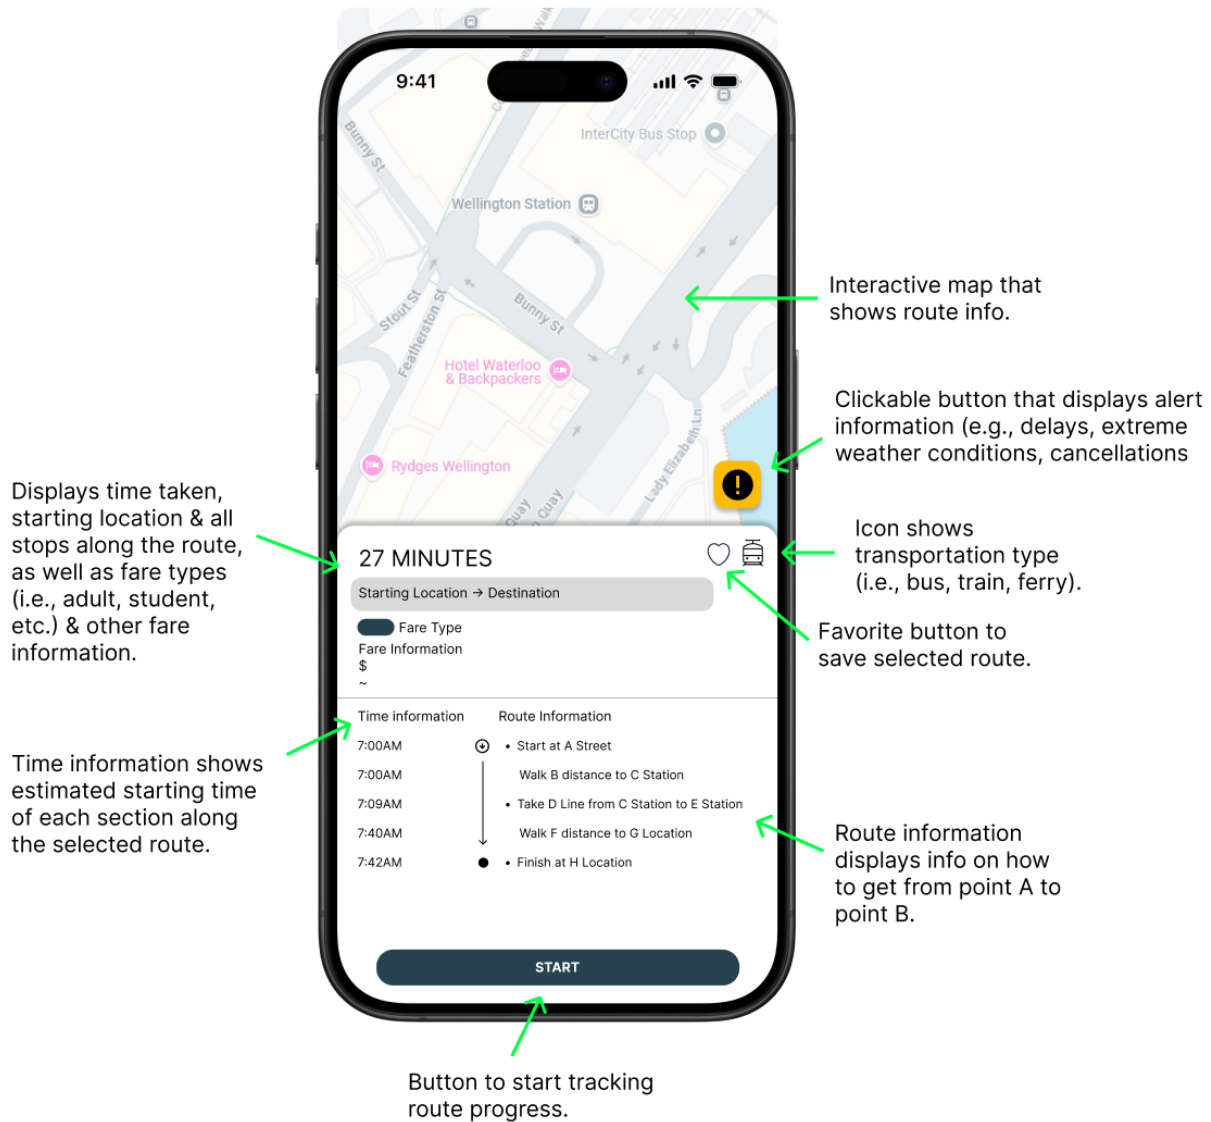 9:41
Bunny St
InterCity Bus Stop
Wellington Station
Stout St
Featherston St
Bunny St
Hotel Waterloo
& Backpackers
Rydges Wellington
Lady Elizabeth Ln
Quay
Quay
Interactive map that
shows route info.
Clickable button that displays alert
information (e.g., delays, extreme
weather conditions, cancellations
Displays time taken,
starting location & all
stops along the route,
as well as fare types
(i.e., adult, student,
etc.) & other fare
information.
27 MINUTES
Icon shows
transportation type
(i.e., bus, train, ferry).
Starting Location → Destination
Fare Type
Fare Information
$
~
Favorite button to
save selected route.
Time information Route Information
7:00AM • Start at A Street
7:00AM Walk B distance to C Station
7:09AM • Take D Line from C Station to E Station
7:40AM Walk F distance to G Location
7:42AM • Finish at H Location
Time information shows
estimated starting time
of each section along
the selected route.
Route information
displays info on how
to get from point A to
point B.
START
Button to start tracking
route progress.